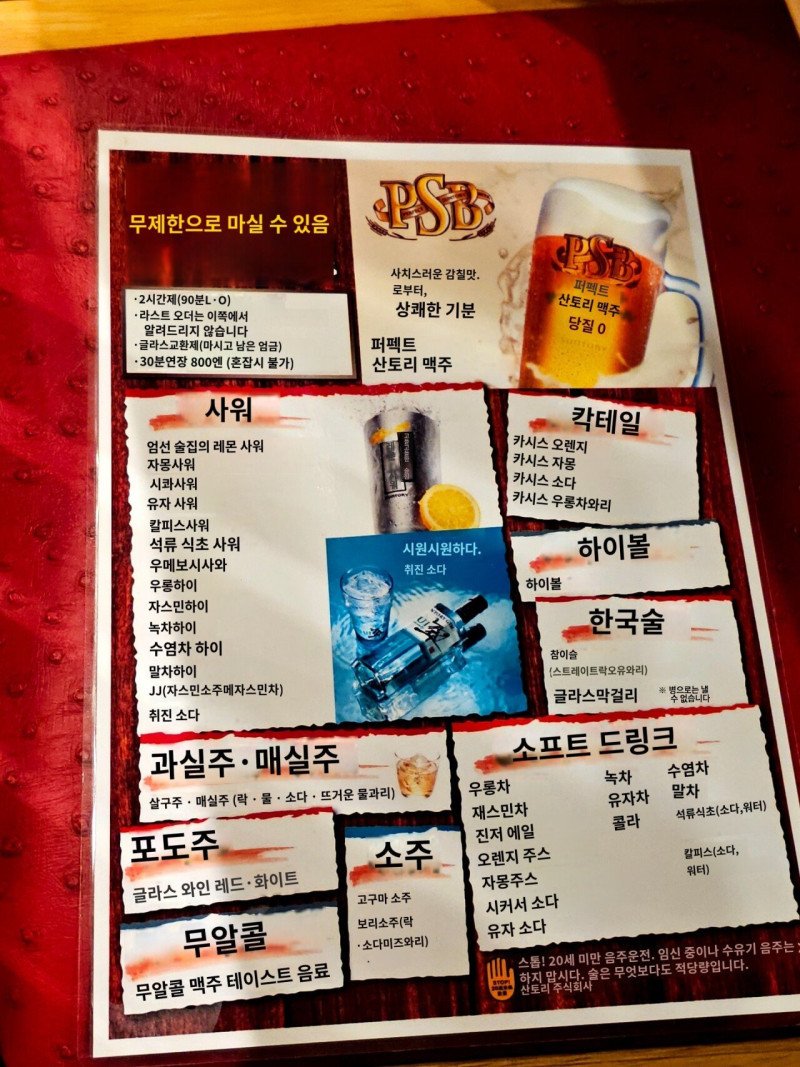 무제한으로 마실 수 있음
·2시간제(90분L·O)
·라스트 오더는 이쪽에서
알려드리지 않습니다
·글라스교환제(마시고 남은 엄금)
·30분연장 800엔 (혼잡시 불가)
PSB
사치스러운 감칠맛.
로부터,
상쾌한 기분
퍼펙트
산토리 맥주
PSB
퍼펙트
산토리 맥주
당질 0
SUNTORY
사워
엄선 술집의 레몬 사워
자몽사워
시콰사워
유자 사워
칼피스사워
석류 식초 사워
우메보시사와
우롱하이
자스민하이
녹차하이
수염차 하이
말차하이
JJ(자스민소주메자스민차)
취진 소다
SUNTORY
시원시원하다.
취진 소다
칵테일
카시스 오렌지
카시스 자몽
카시스 소다
카시스 우롱차와리
하이볼
하이볼
한국술
참이슬
(스트레이트락오유와리)
글라스막걸리
※ 병으로는 낼
수 없습니다
과실주·매실주
살구주 · 매실주 (락 · 물 · 소다 · 뜨거운 물과리)
포도주
글라스 와인 레드·화이트
무알콜
무알콜 맥주 테이스트 음료
소주
고구마 소주
보리소주(락
·소다미즈와리)
소프트 드링크
우롱차
재스민차
진저 에일
오렌지 주스
자몽주스
시커서 소다
유자 소다
녹차
유자차
콜라
수염차
말차
석류식초(소다,워터)
칼피스(소다,
워터)
STOP!
스톱! 20세 미만 음주운전. 임신 중이나 수유기 음주는
하지 맙시다. 술은 무엇보다도 적당량입니다.
산토리 주식회사